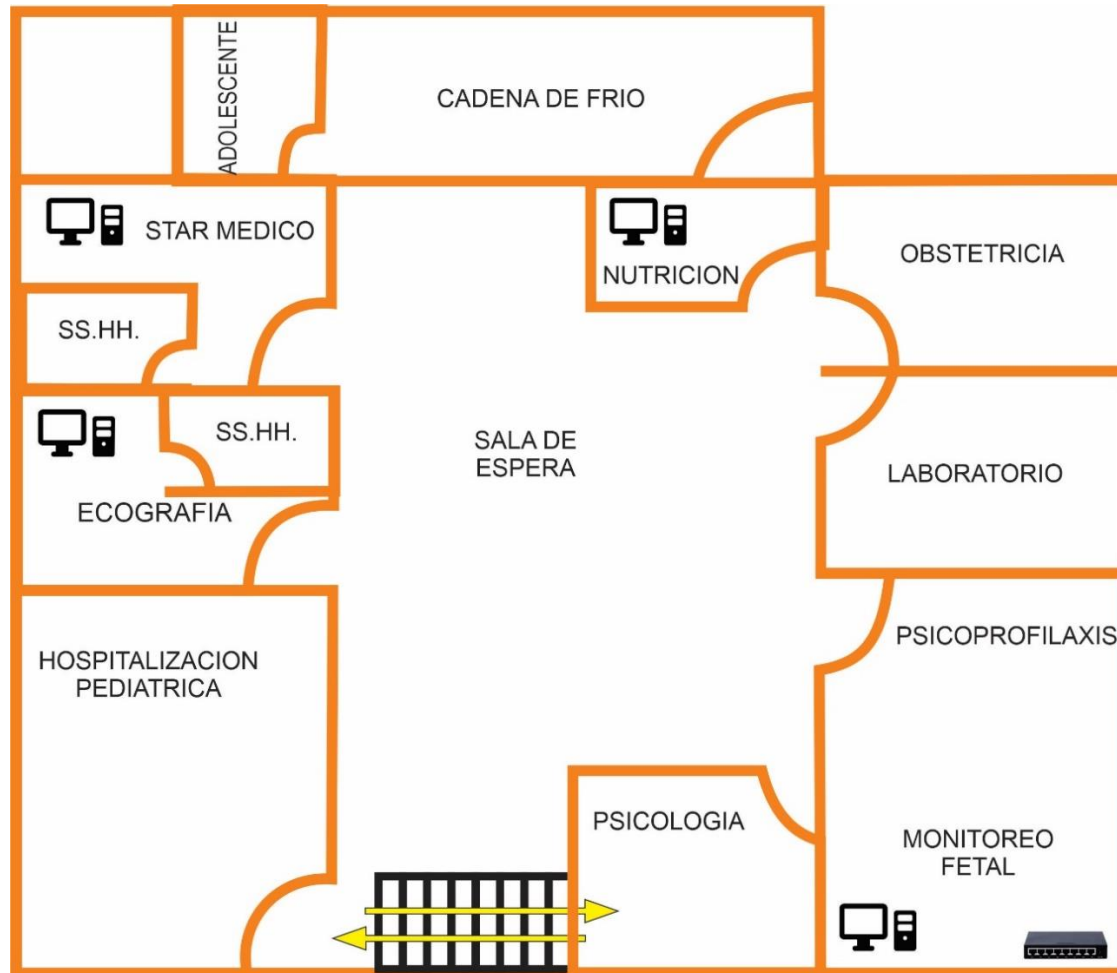 ADOLESCENTE
CADENA DE FRIO
STAR MEDICO
NUTRICION
OBSTETRICIA
SS.HH.
SS.HH.
SALA DE
ESPERA
LABORATORIO
ECOGRAFIA
HOSPITALIZACION
PEDIATRICA
PSICOPROFILAXIS
PSICOLOGIA
MONITOREO
FETAL